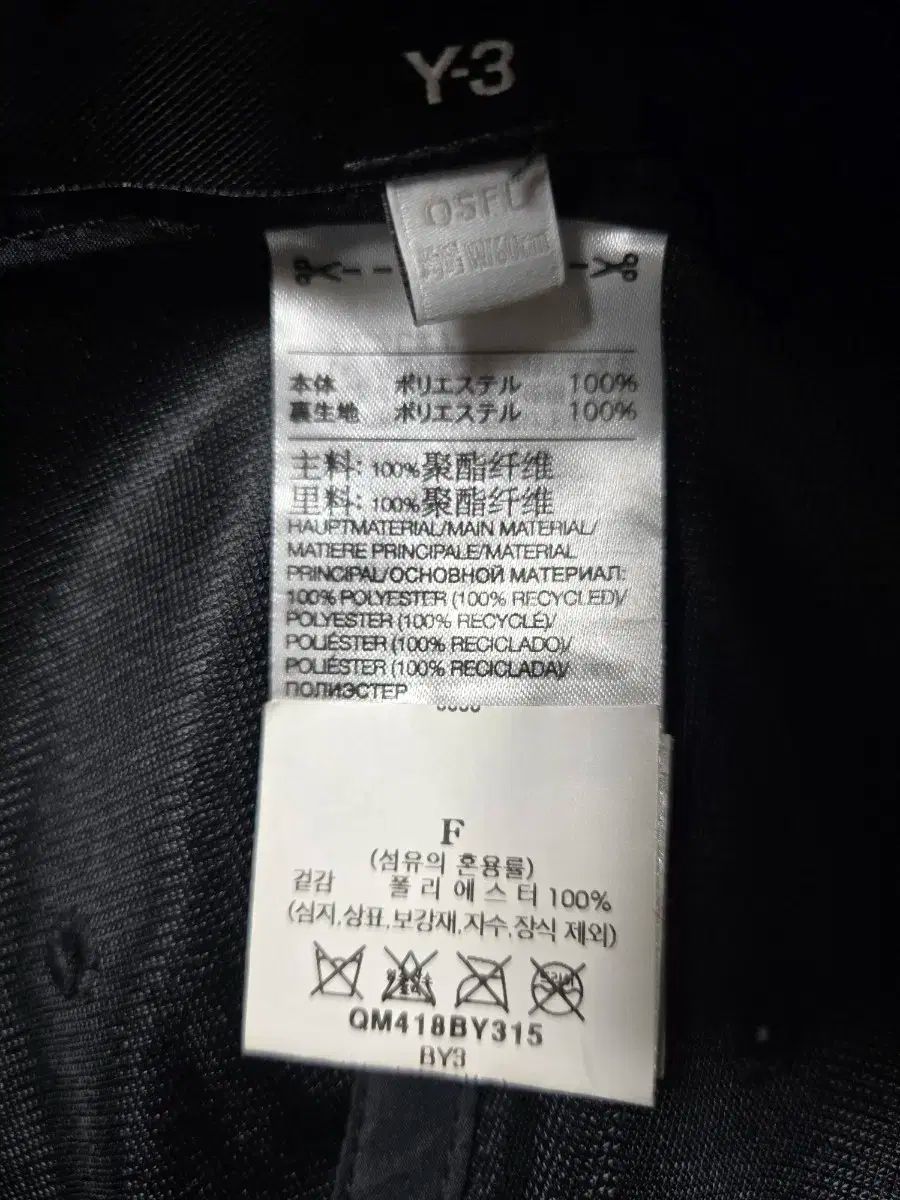 Y-3
OSFL
本体 ポリエステル 100%
裏生地 ポリエステル 100%
主料: 100%聚酯纤维
里料: 100%聚酯纤维
HAUPTMATERIAL/MAIN MATERIAL/
MATIERE PRINCIPALE/MATERIAL
PRINCIPAL/ОСНОВНОЙ МАТЕРИАЛ:
100% POLYESTER (100% RECYCLED)/
POLYESTER (100% RECYCLÉ)/
POLIÉSTER (100% RECICLADO)/
POLIÉSTER (100% RECICLADA)/
ПОЛИЭСТЕР
F
(섬유의 혼용률)
겉감 폴리에스터 100%
(심지,상표,보강재,자수,장식 제외)
드라이
QM418BY315
BY3